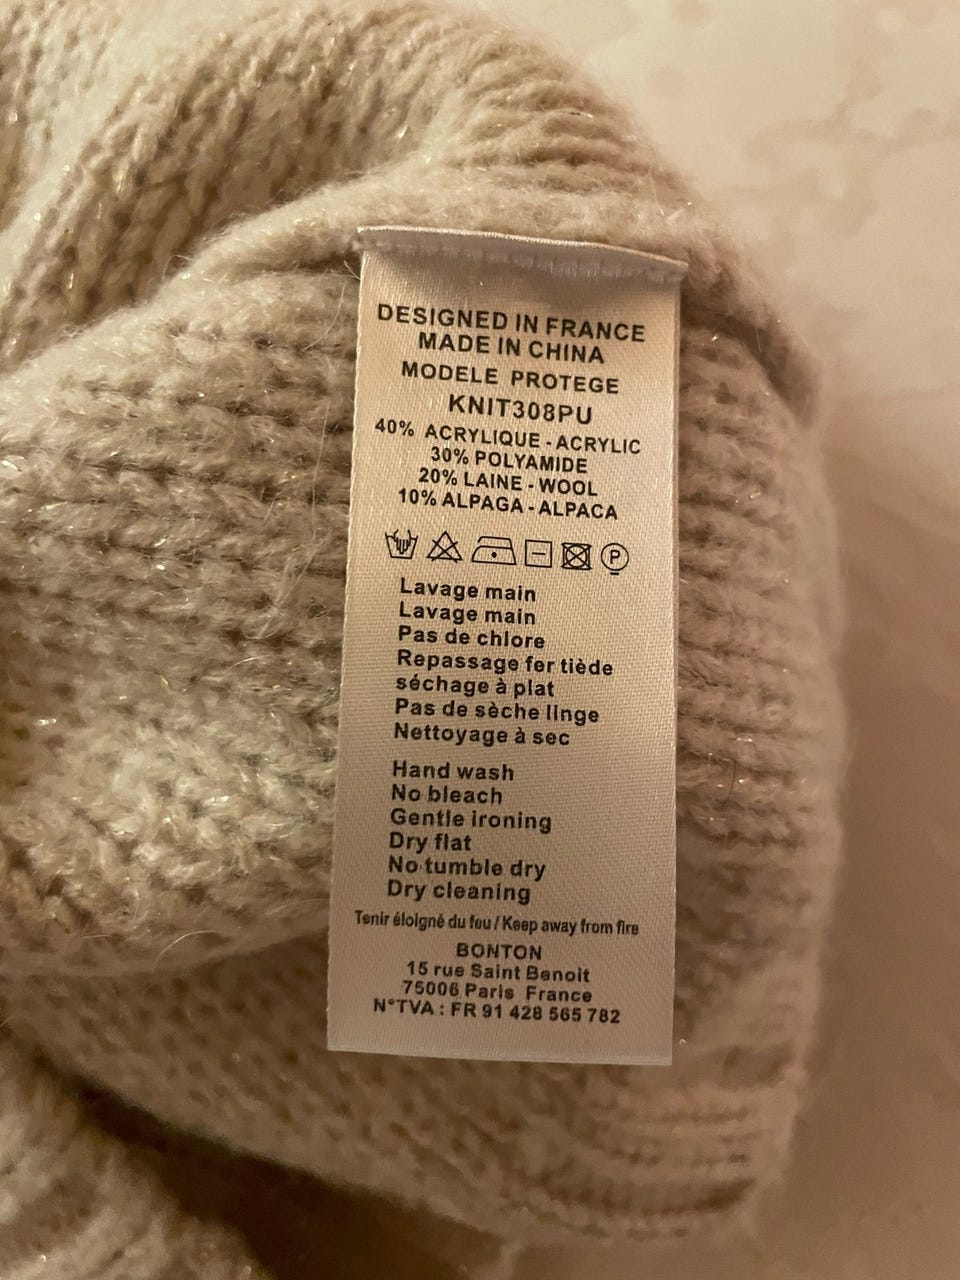 DESIGNED IN FRANCE
MADE IN CHINA
MODELE PROTEGE
KNIT308PU
40% ACRYLIQUE - ACRYLIC
30% POLYAMIDE
20% LAINE - WOOL
10% ALPAGA - ALPACA
P
Lavage main
Lavage main
Pas de chlore
Repassage fer tiède
séchage à plat
Pas de sèche linge
Nettoyage à sec
Hand wash
No bleach
Gentle ironing
Dry flat
No tumble dry
Dry cleaning
Tenir éloigné du feu / Keep away from fire
BONTON
15 rue Saint Benoit
75006 Paris France
N°TVA : FR 91 428 565 782